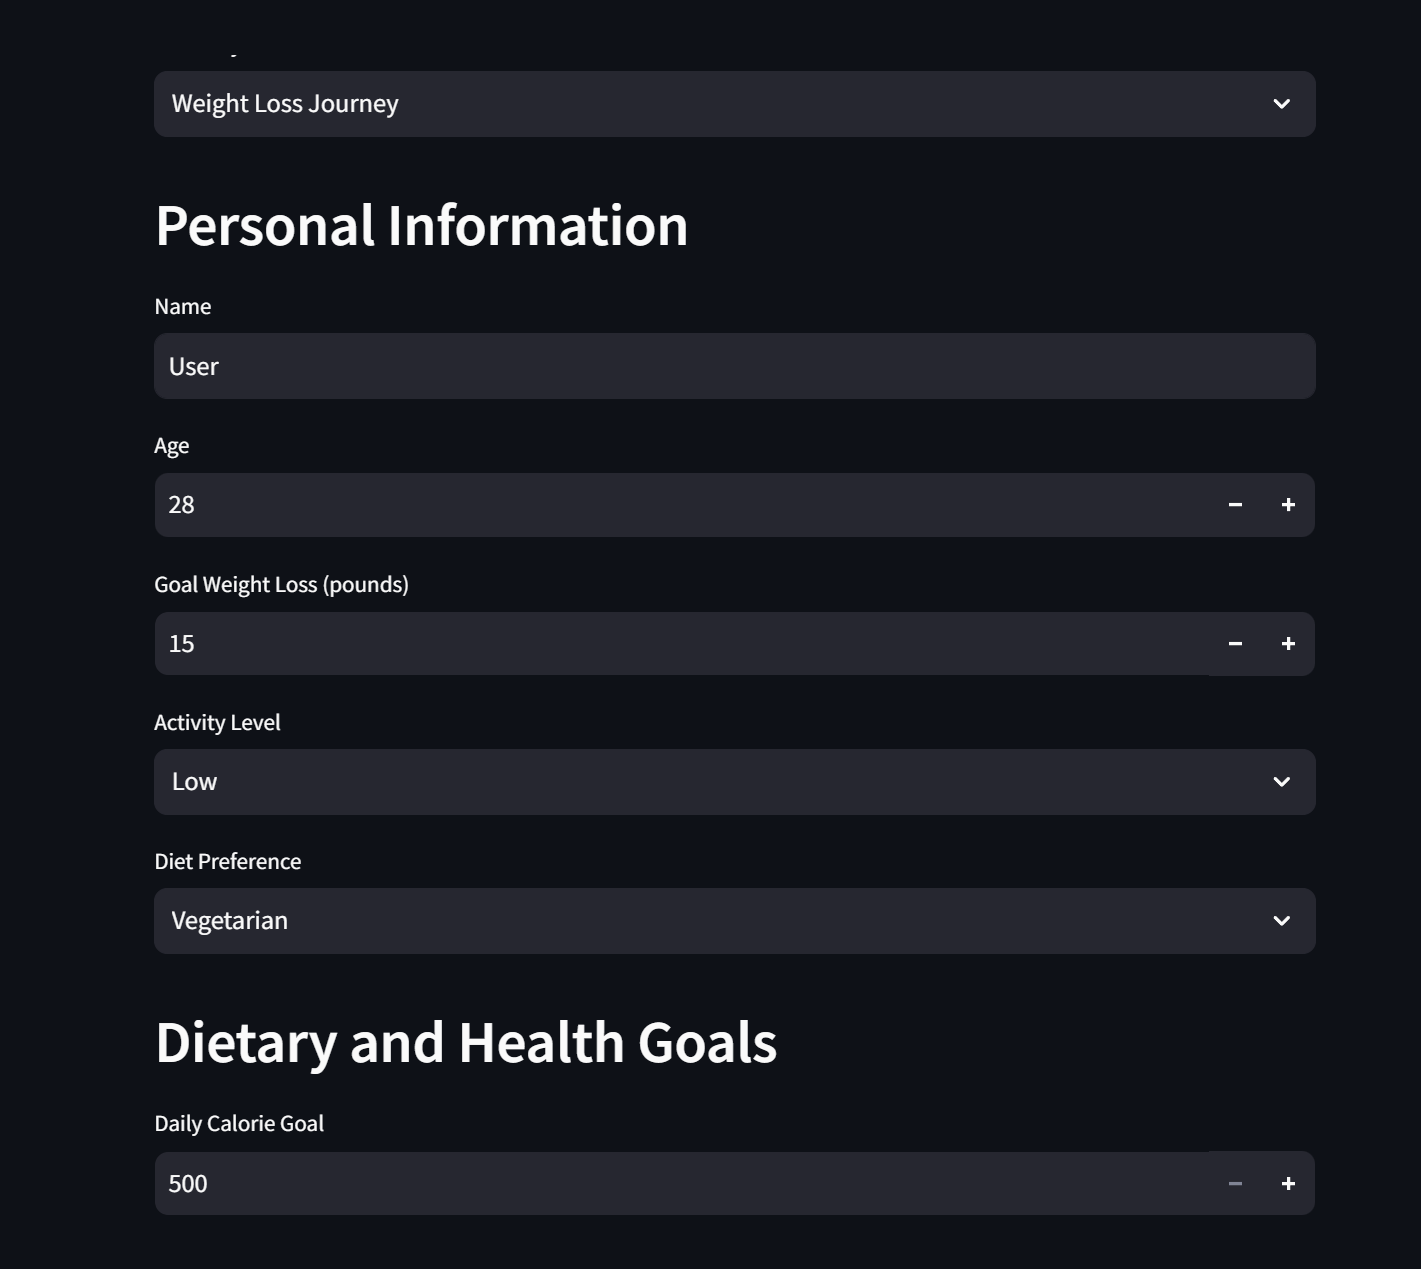 Weight Loss Journey
Personal Information
Name
User
Age
28
Goal Weight Loss (pounds)
15
Activity Level
Low
Diet Preference
Vegetarian
Dietary and Health Goals
Daily Calorie Goal
500